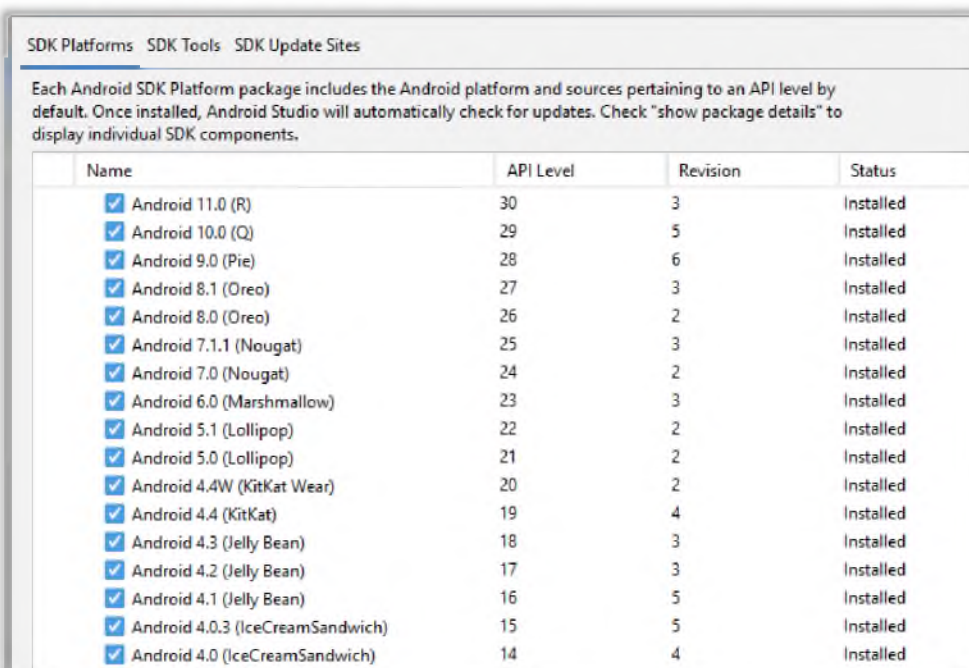 SDK Platforms SDK Tools SDK Update Sites
Each Android SDK Platform package includes the Android platform and sources pertaining to an API level by
default. Once installed, Android Studio will automatically check for updates. Check "show package details" to
display individual SDK components.
Name API Level Revision Status
Android 11.0 (R) 30 3 Installed
Android 10.0 (Q) 29 5 Installed
Android 9.0 (Pie) 28 6 Installed
Android 8.1 (Oreo) 27 3 Installed
Android 8.0 (Oreo) 26 2 Installed
Android 7.1.1 (Nougat) 25 3 Installed
Android 7.0 (Nougat) 24 2 Installed
Android 6.0 (Marshmallow) 23 3 Installed
Android 5.1 (Lollipop) 22 2 Installed
Android 5.0 (Lollipop) 21 2 Installed
Android 4.4W (KitKat Wear) 20 2 Installed
Android 4.4 (KitKat) 19 4 Installed
Android 4.3 (Jelly Bean) 18 3 Installed
Android 4.2 (Jelly Bean) 17 3 Installed
Android 4.1 (Jelly Bean) 16 5 Installed
Android 4.0.3 (IceCreamSandwich) 15 5 Installed
Android 4.0 (IceCreamSandwich) 14 4 Installed